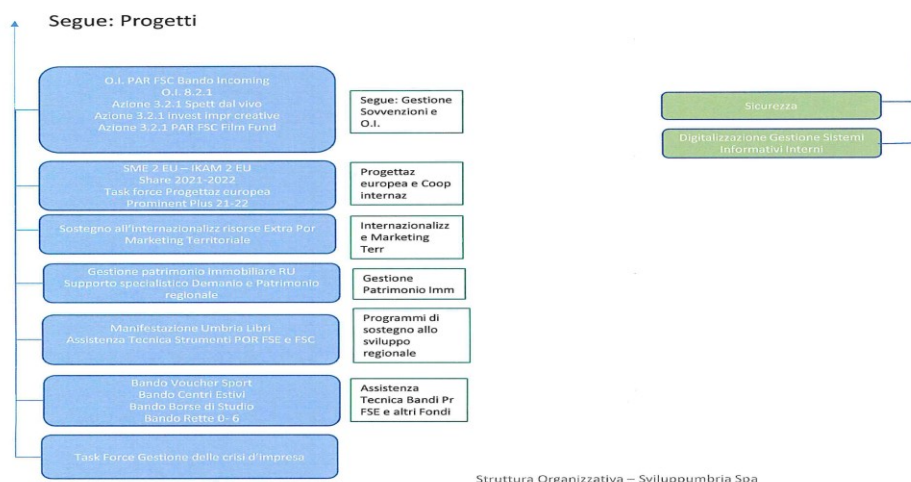 Segue: Progetti
O.I. PAR FSC Bando Incoming
O.I. 8.2.1
Azione 3.2.1 Spett dal vivo
Azione 3.2.1 invest impr creative
Azione 3.2.1 PAR FSC Film Fund
Segue: Gestione
Sovvenzioni e
O.I.
SME 2 EU – IKAM 2 EU
Share 2021-2022
Task force Progettaz europea
Prominent Plus 21-22
Progettaz
europea e Coop
internaz
Sostegno all'Internazionalizz risorse Extra Por
Marketing Territoriale
Internazionalizz
e Marketing
Terr
Gestione patrimonio Immobiliare RU
Supporto specialistico Demanio e Patrimonio
regionale
Gestione
Patrimonio Imm
Manifestazione Umbria Libri
Assistenza Tecnica Strumenti POR FSE e FSC
Programmi di
sostegno allo
sviluppo
regionale
Bando Voucher Sport
Bando Centri Estivi
Bando Borse di Studio
Bando Rette 0- 6
Assistenza
Tecnica Bandi Pr
FSE e altri Fondi
Task Force Gestione delle crisi d'impresa
Sicurezza
Digitalizzazione Gestione Sistemi
Informativi Interni
Struttura Organizzativa – Sviluppumbria Spa